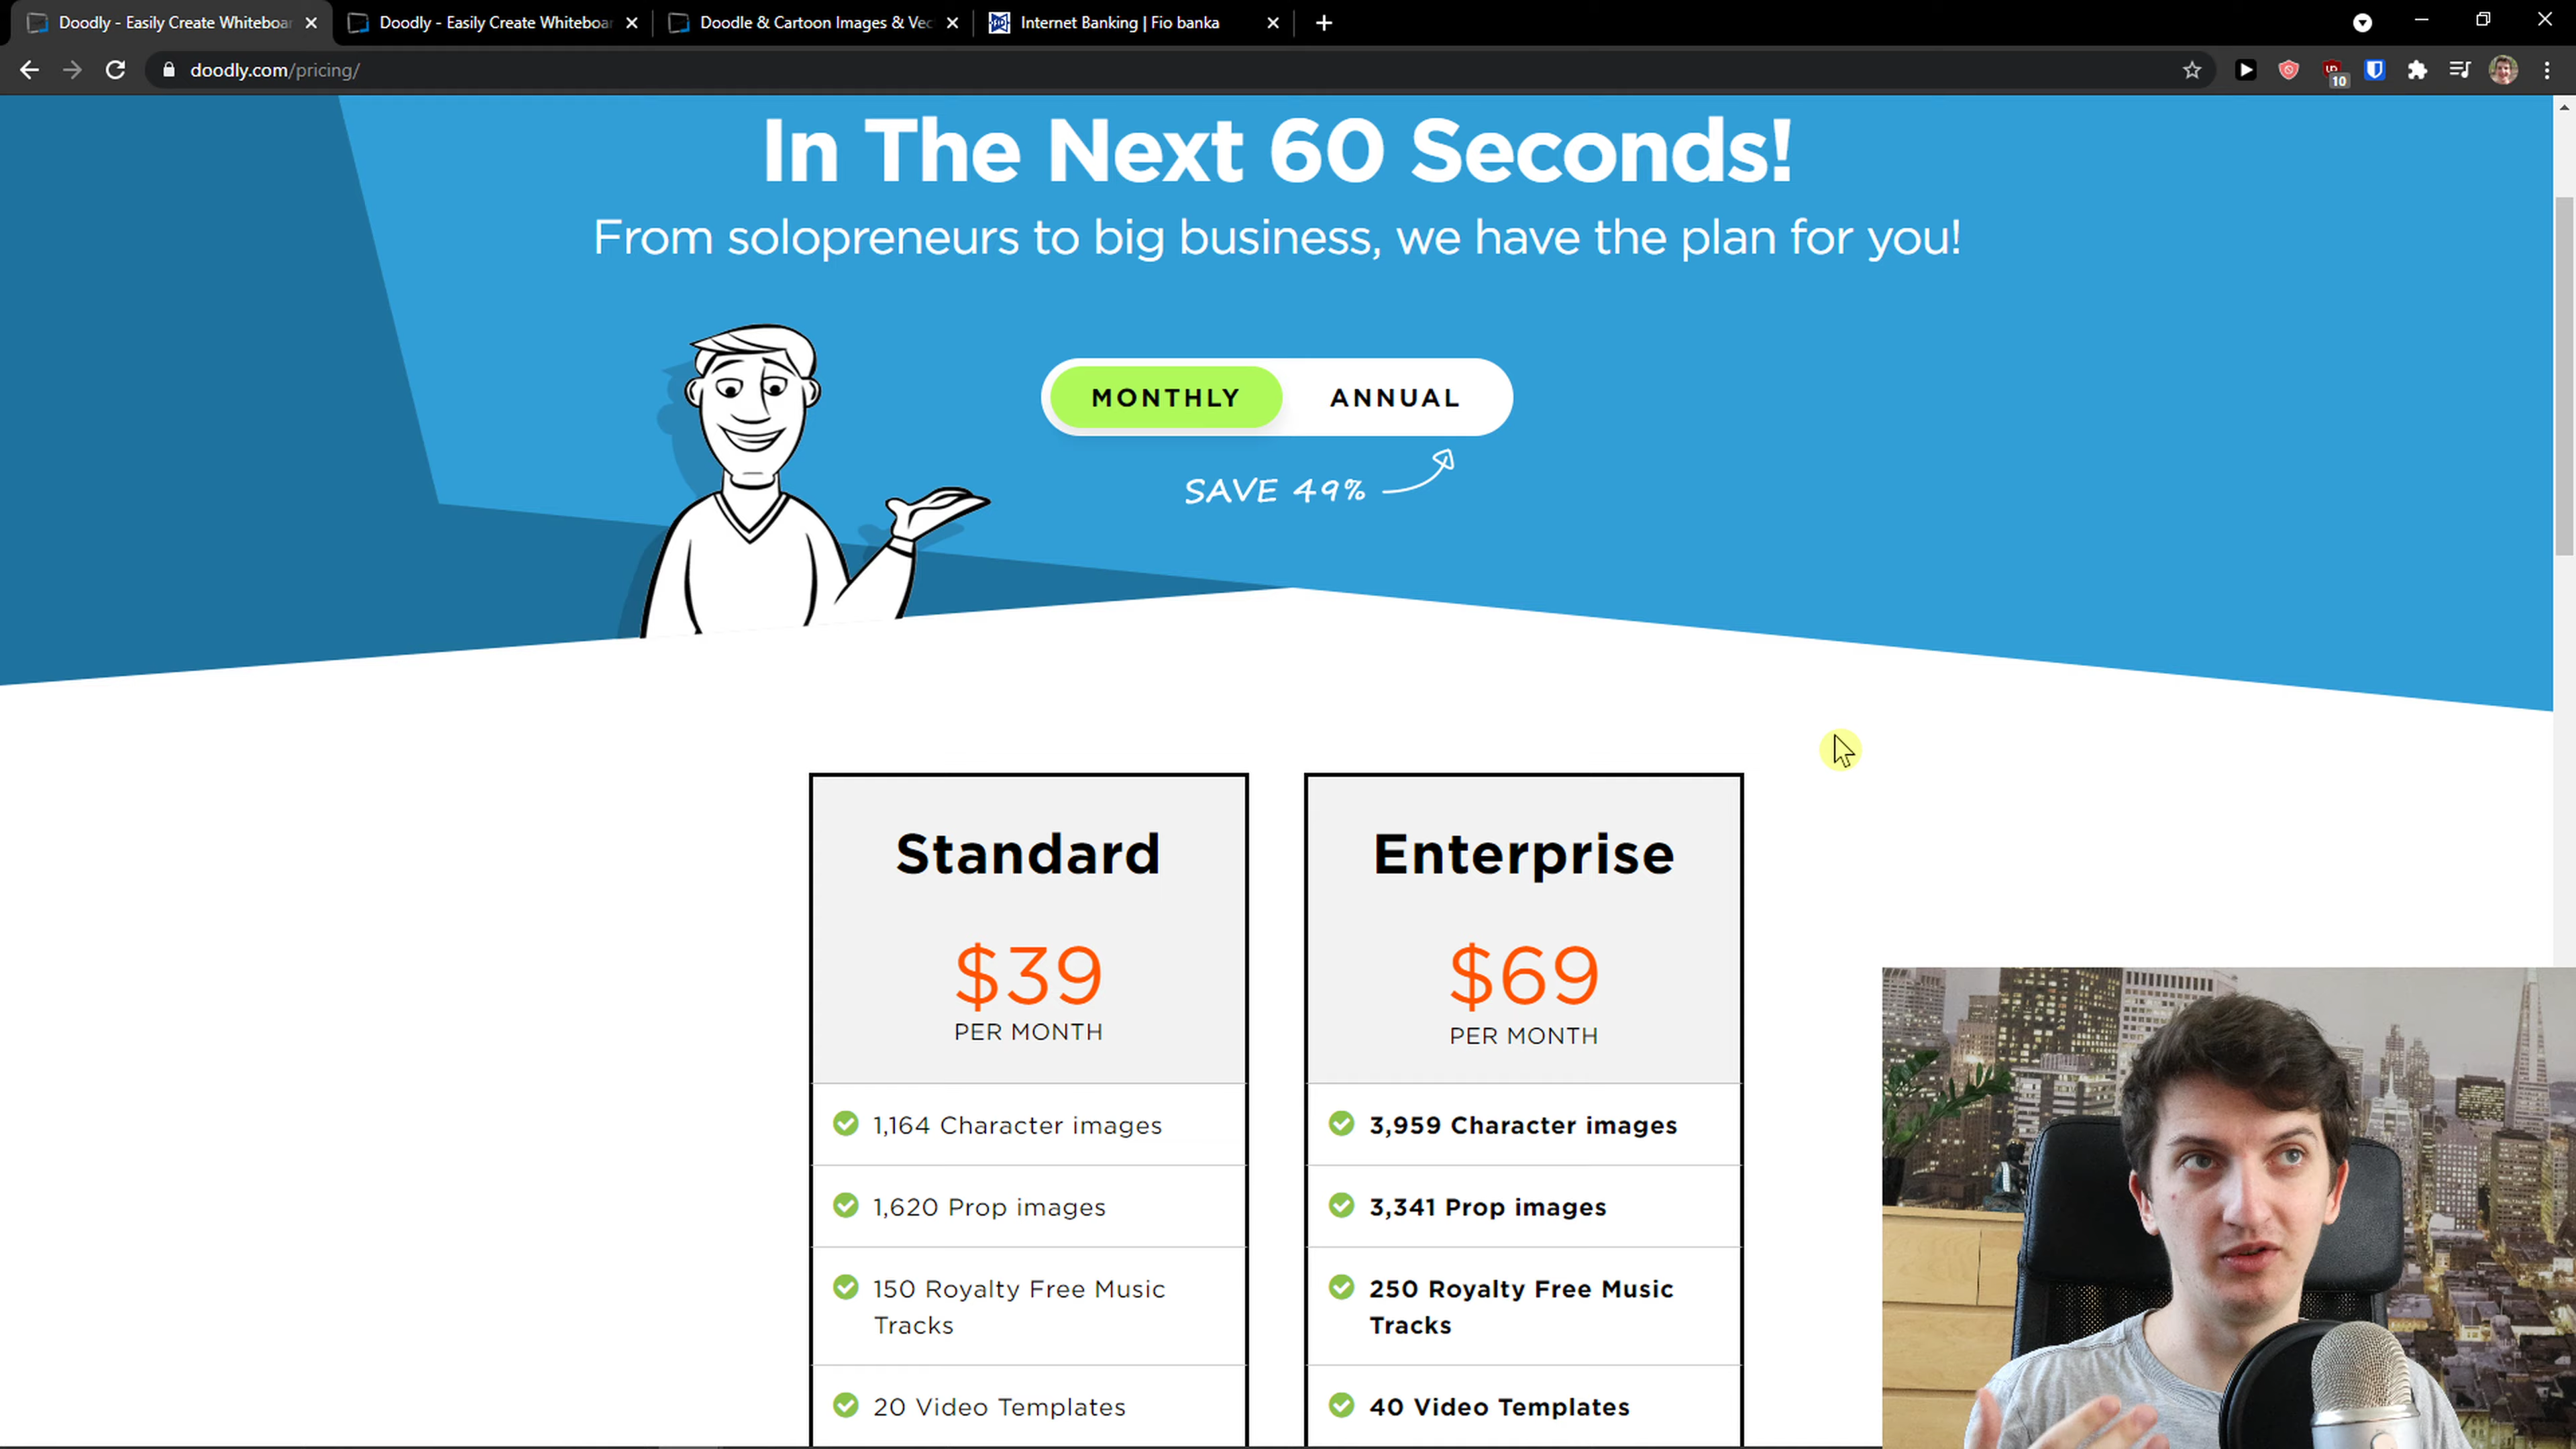 Doodly - Easily Create Whiteboar
Doodly - Easily Create Whiteboar
Doodle & Cartoon Images & Vec
Internet Banking | Fio banka
doodly.com/pricing/
10
In The Next 60 Seconds!
From solopreneurs to big business, we have the plan for you!
MONTHLY ANNUAL
SAVE 49%
Standard
$39
PER MONTH
1,164 Character images
1,620 Prop images
150 Royalty Free Music
Tracks
20 Video Templates
Enterprise
$69
PER MONTH
3,959 Character images
3,341 Prop images
250 Royalty Free Music
Tracks
40 Video Templates